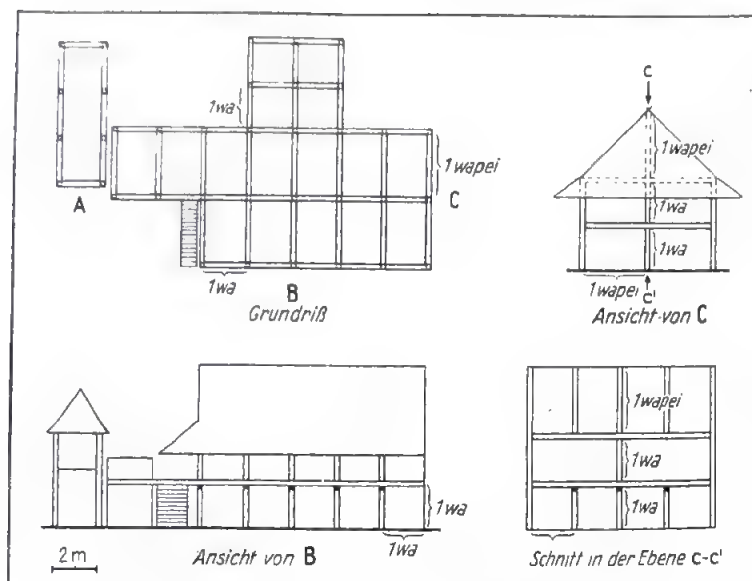 1wa
1wapei
A
C
1wa
B
Grundriß
c
1wapei
1wa
1wa
1wapei
c'
Ansicht von C
1wa
1wa
2m
Ansicht von B
1wapei
1wa
1wa
Schnitt in der Ebene c-c'